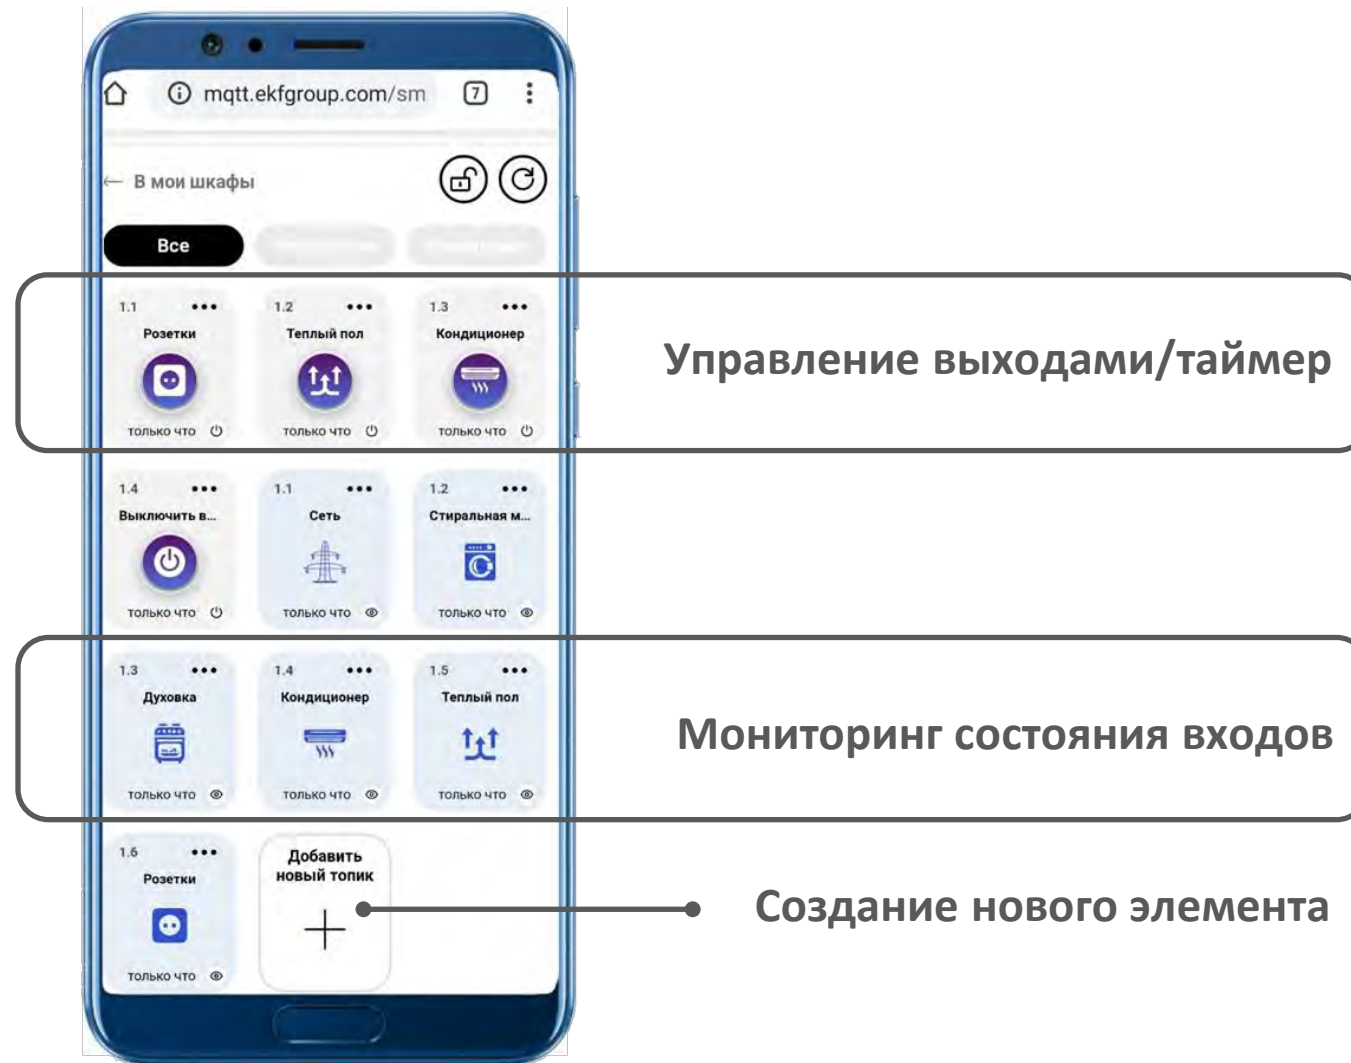 mqtt.ekfgroup.com/sm 7
← В мои шкафы
Все
1.1 ••• 1.2 ••• 1.3 •••
Розетки Теплый пол Кондиционер
Управление выходами/таймер
только что только что только что
1.4 ••• 1.1 ••• 1.2 •••
Выключить в... Сеть Стиральная м...
только что только что только что
1.3 ••• 1.4 ••• 1.5 •••
Духовка Кондиционер Теплый пол
Мониторинг состояния входов
только что только что только что
1.6 ••• Добавить
Розетки новый топик
Создание нового элемента
только что